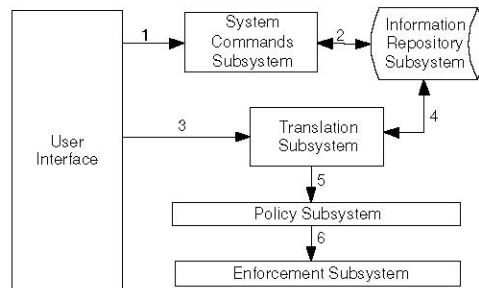 System
Commands
Subsystem
Information
Repository
Subsystem
1
2
User
Interface
3
Translation
Subsystem
4
5
Policy Subsystem
6
Enforcement Subsystem